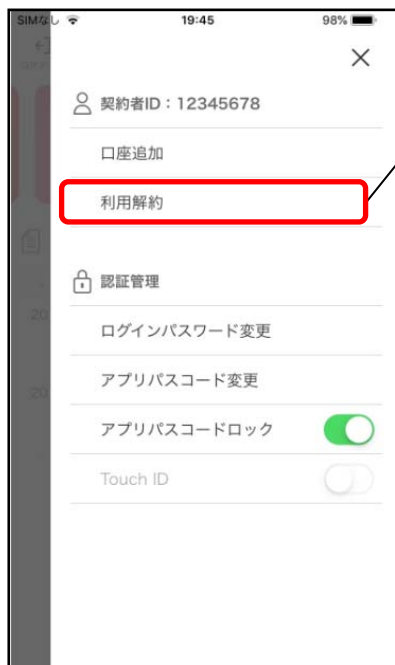 SIMなし 19:45 98%
契約者ID：12345678
口座追加
利用解約
認証管理
ログインパスワード変更
アプリパスコード変更
アプリパスコードロック
Touch ID
20
20